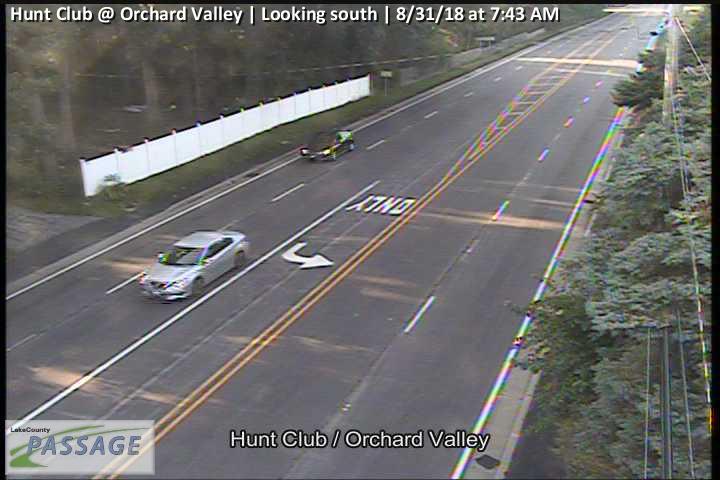 Hunt Club @ Orchard Valley | Looking south | 8/31/18 at 7:43 AM
ONLY
LakeCounty
PASSAGE
Hunt Club / Orchard Valley